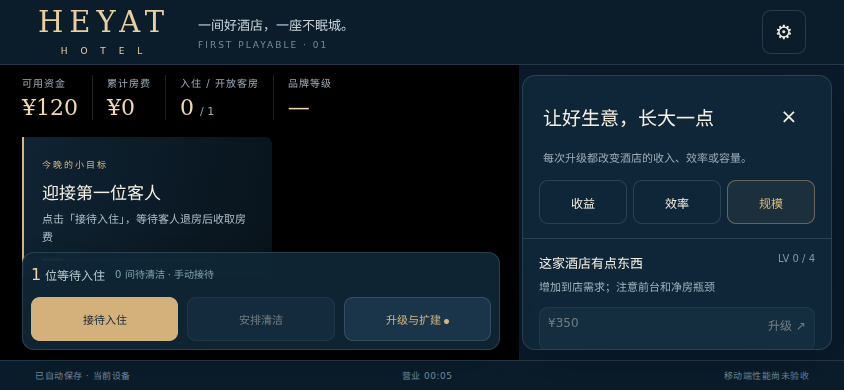 HEYAT
HOTEL
一间好酒店，一座不眠城。
FIRST PLAYABLE · 01
可用资金
¥120
累计房费
¥0
入住 / 开放客房
0 / 1
品牌等级
—
今晚的小目标
迎接第一位客人
点击「接待入住」，等待客人退房后收取房
费
1 位等待入住 0 间待清洁 · 手动接待
接待入住
安排清洁
升级与扩建
让好生意，长大一点
每次升级都改变酒店的收入、效率或容量。
收益
效率
规模
这家酒店有点东西
LV 0 / 4
增加到店需求；注意前台和净房瓶颈
¥350
升级 ↗
已自动保存 · 当前设备
营业 00:05
移动端性能尚未验收